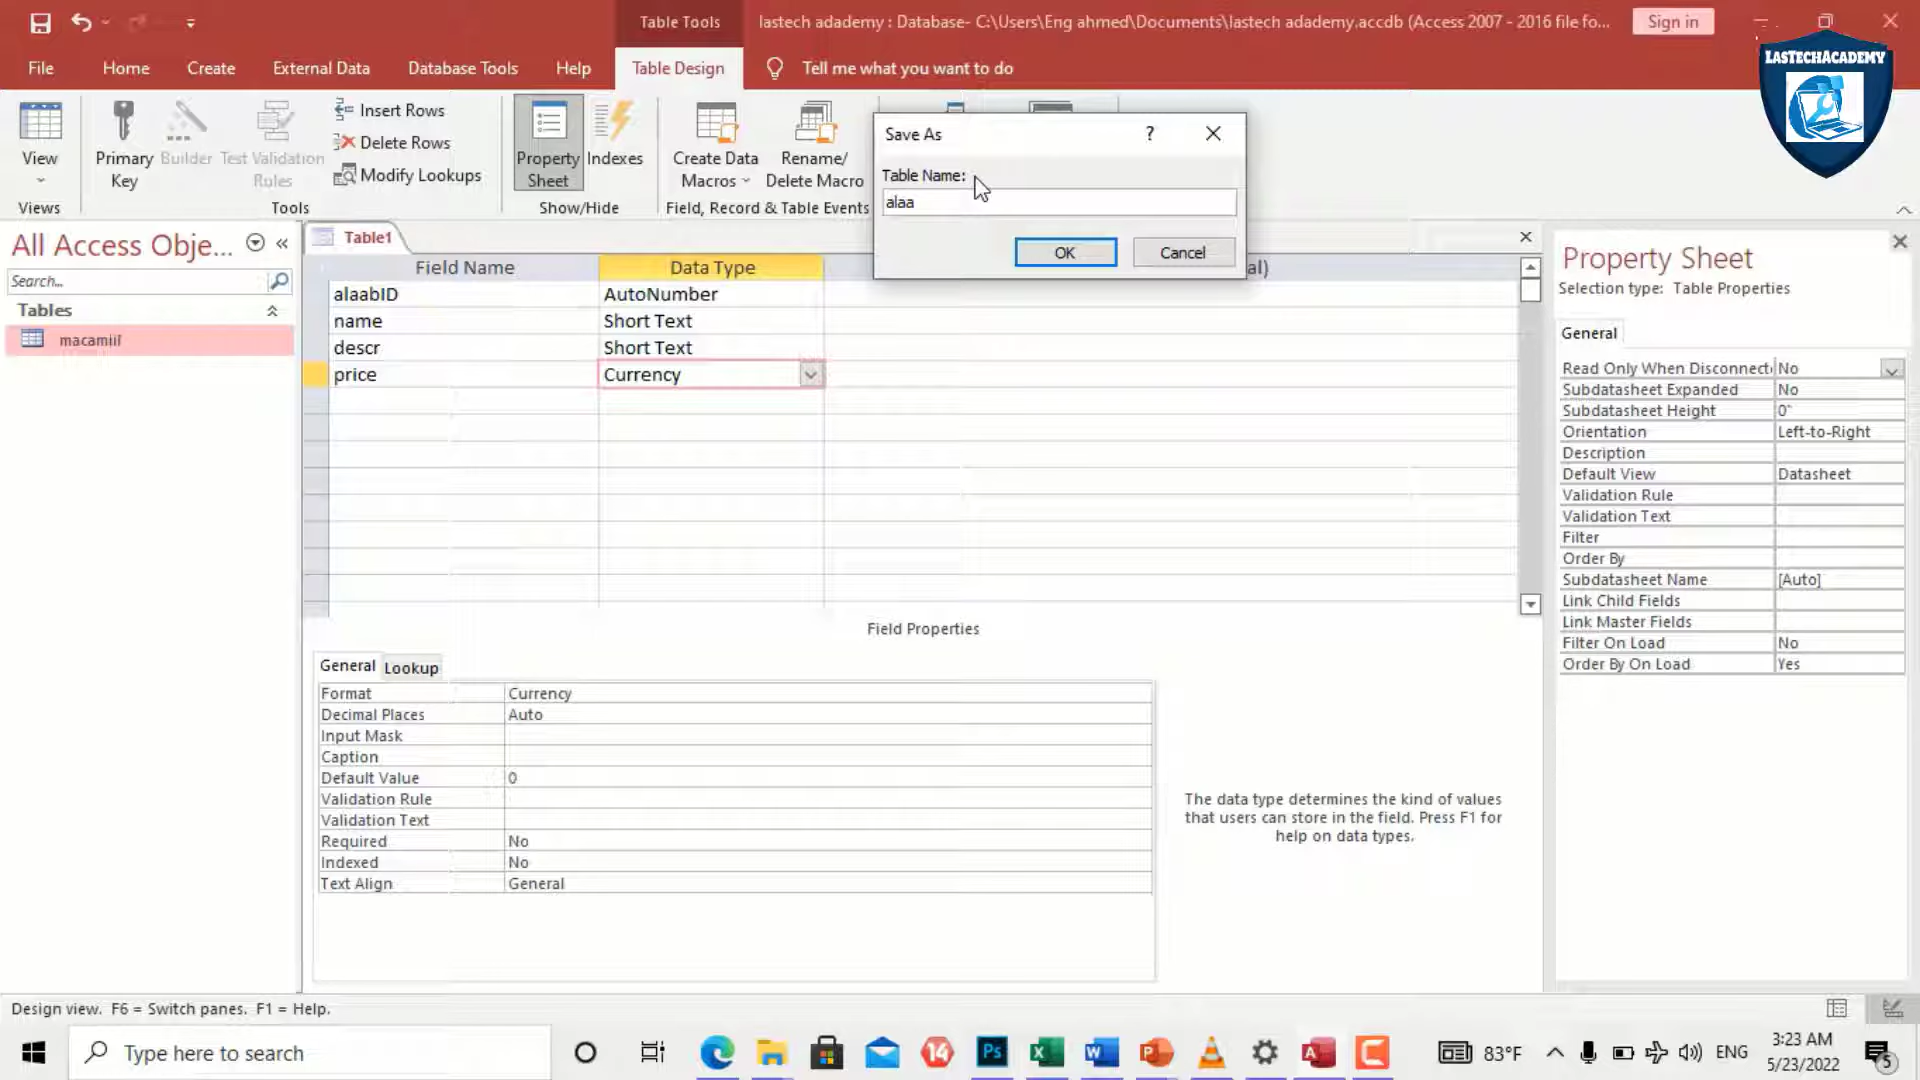 Table Tools
lastech adademy : Database- C:\Users\Eng ahmed\Documents\lastech adademy.accdb (Access 2007 - 2016 file fo...
Sign in
File
Home
Create
External Data
Database Tools
Help
Table Design
Tell me what you want to do
LASTECHACADEMY
View
Primary
Key
Builder
Test Validation
Rules
Insert Rows
Delete Rows
Modify Lookups
Property
Sheet
Indexes
Create Data
Macros
Rename/
Delete Macro
Views
Tools
Show/Hide
Field, Record & Table Events
Save As
?
Table Name:
alaa
OK
Cancel
All Access Obje...
Search...
Tables
macamiil
Table1
Field Name
Data Type
al)
alaabID
AutoNumber
name
Short Text
descr
Short Text
price
Currency
Field Properties
General
Lookup
Format
Currency
Decimal Places
Auto
Input Mask
Caption
Default Value
0
Validation Rule
Validation Text
Required
No
Indexed
No
Text Align
General
The data type determines the kind of values
that users can store in the field. Press F1 for
help on data types.
Property Sheet
Selection type: Table Properties
General
Read Only When Disconnect
No
Subdatasheet Expanded
No
Subdatasheet Height
0"
Orientation
Left-to-Right
Description
Default View
Datasheet
Validation Rule
Validation Text
Filter
Order By
Subdatasheet Name
[Auto]
Link Child Fields
Link Master Fields
Filter On Load
No
Order By On Load
Yes
Design view. F6 = Switch panes. F1 = Help.
Type here to search
14
Ps
83°F
ENG
3:23 AM
5/23/2022
5